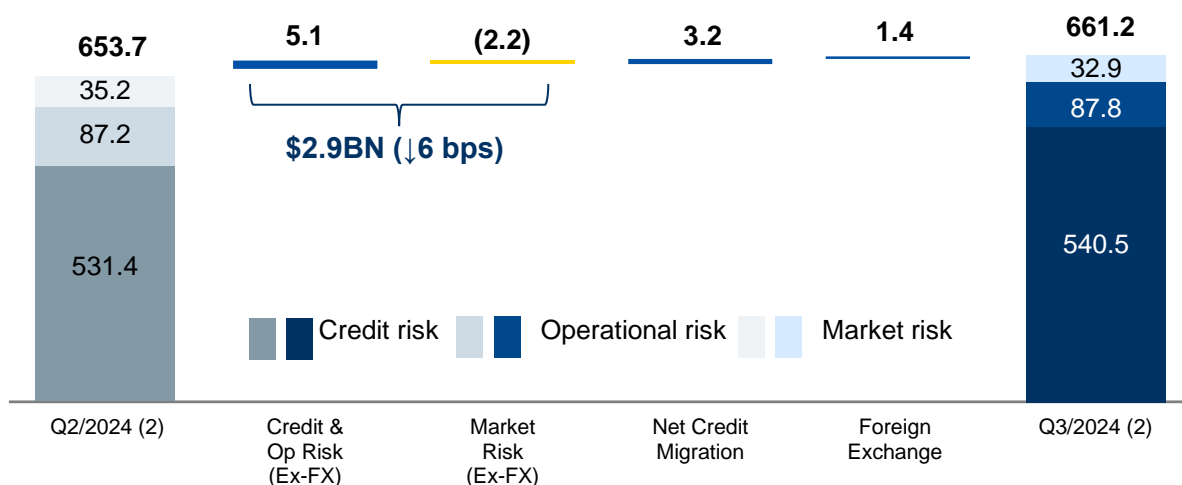 653.7
5.1
(2.2)
3.2
1.4
661.2
35.2
32.9
87.2
87.8
$2.9BN (↓6 bps)
531.4
540.5
Credit risk
Operational risk
Market risk
Q2/2024 (2)
Credit &
Op Risk
(Ex-FX)
Market
Risk
(Ex-FX)
Net Credit
Migration
Foreign
Exchange
Q3/2024 (2)